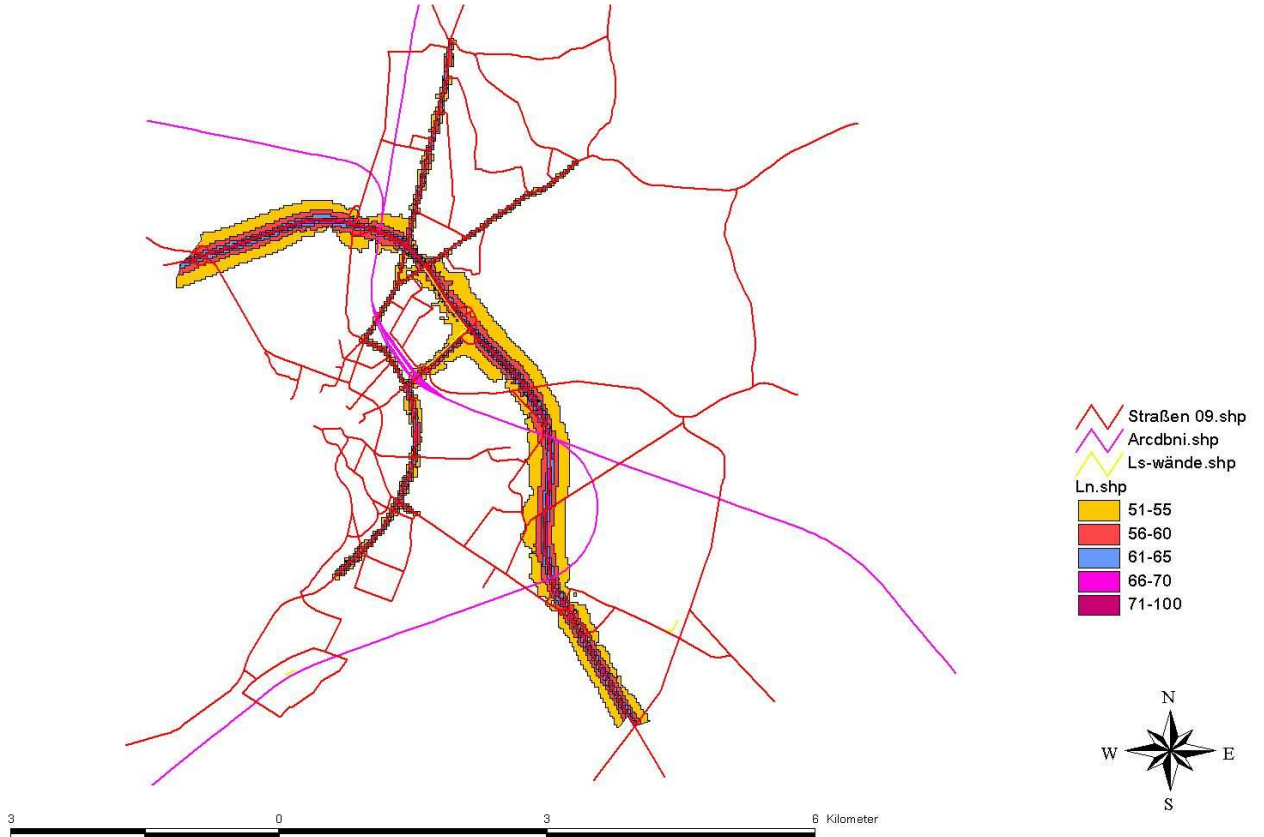 Straßen 09.shp
Arcdbni.shp
Ls-wände.shp
Ln.shp
51-55
56-60
61-65
66-70
71-100
N
W E
S
3 0 3 6 Kilometer